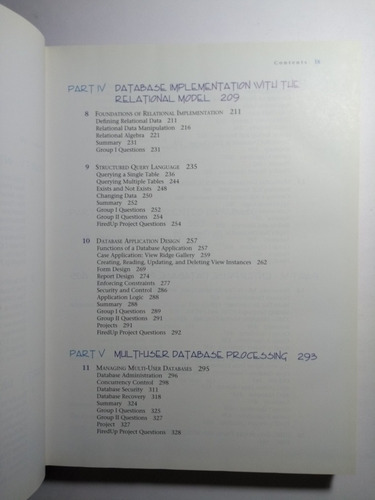 Contents
PART IV DATABASE IMPLEMENTATION WITH THE
RELATIONAL MODEL 209
8 FOUNDATIONS OF RELATIONAL IMPLEMENTATION 211
Defining Relational Data 211
Relational Data Manipulation 216
Relational Algebra 221
Summary 231
Group I Questions 231
9 STRUCTURED QUERY LANGUAGE 235
Querying a Single Table 236
Querying Multiple Tables 244
Exists and Not Exists 248
Changing Data 250
Summary 252
Group I Questions 252
Group II Questions 254
FiredUp Project Questions 254
10 DATABASE APPLICATION DESIGN 257
Functions of a Database Application 257
Case Application: View Ridge Gallery 259
Creating, Reading, Updating, and Deleting View Instances 262
Form Design 269
Report Design 274
Enforcing Constraints 277
Security and Control 286
Application Logic 288
Summary 288
Group I Questions 289
Group II Questions 291
Projects 291
FiredUp Project Questions 292
PART V MULTI-USER DATABASE PROCESSING 293
11 MANAGING MULTI-USER DATABASES 295
Database Administration 296
Concurrency Control 298
Database Security 311
Database Recovery 318
Summary 324
Group I Questions 325
Group II Questions 327
Project 327
FiredUp Project Questions 328